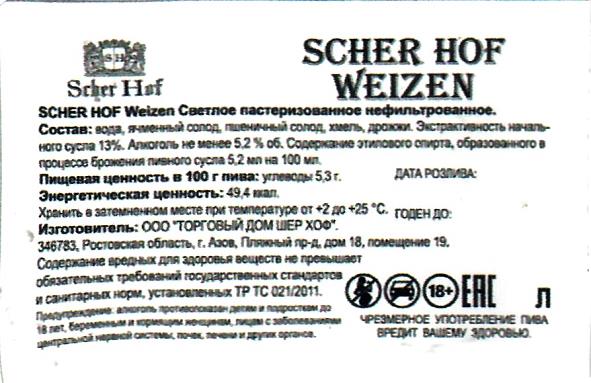 S H
Scher Hof
SCHER HOF
WEIZEN
SCHER HOF Weizen Светлое пастеризованное нефильтрованное.
Состав: вода, ячменный солод, пшеничный солод, хмель, дрожжи. Экстрактивность началь-
ного сусла 13%. Алкоголь не менее 5,2 % об. Содержание этилового спирта, образованного в
процессе брожения пивного сусла 5,2 мл на 100 мл.
Пищевая ценность в 100 г пива: углеводы 5,3 г.
ДАТА РОЗЛИВА:
Энергетическая ценность: 49,4 ккал.
Хранить в затемненном месте при температуре от +2 до +25 °С.
ГОДЕН ДО:
Изготовитель: ООО "ТОРГОВЫЙ ДОМ ШЕР ХОФ".
346783, Ростовская область, г. Азов, Пляжный пр-д, дом 18, помещение 19.
Содержание вредных для здоровья веществ не превышает
обязательных требований государственных стандартов
и санитарных норм, установленных ТР ТС 021/2011.
Предупреждение: алкоголь противопоказан детям и подросткам до
18 лет, беременным и кормящим женщинам, лицам с заболеваниями
центральной нервной системы, почек, печени и других органов.
18+
EAC
Л
ЧРЕЗМЕРНОЕ УПОТРЕБЛЕНИЕ ПИВА
ВРЕДИТ ВАШЕМУ ЗДОРОВЬЮ.